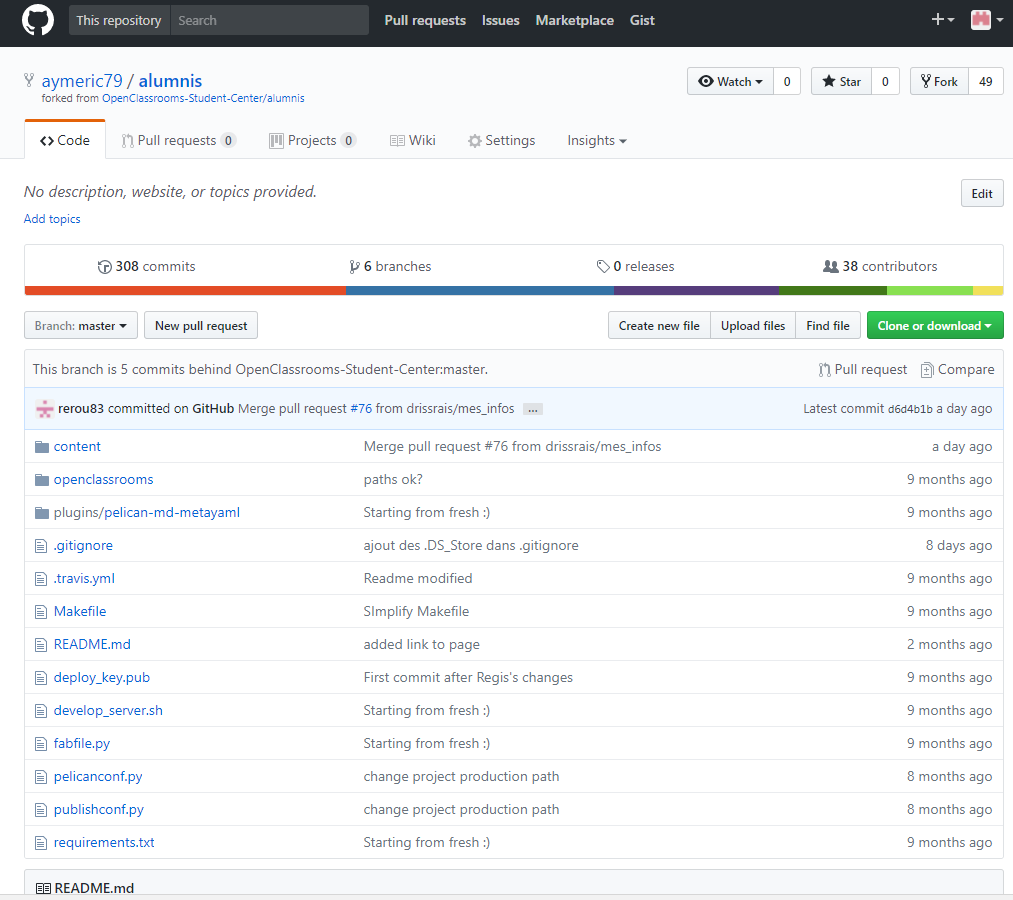 This repository Search Pull requests Issues Marketplace Gist
aymeric79 / alumnis Watch 0 Star 0 Fork 49
forked from OpenClassrooms-Student-Center/alumnis
Code Pull requests 0 Projects 0 Wiki Settings Insights
No description, website, or topics provided. Edit
Add topics
308 commits 6 branches 0 releases 38 contributors
Branch: master New pull request Create new file Upload files Find file Clone or download
This branch is 5 commits behind OpenClassrooms-Student-Center:master. Pull request Compare
rerou83 committed on GitHub Merge pull request #76 from drissrais/mes_infos ... Latest commit d6d4b1b a day ago
content Merge pull request #76 from drissrais/mes_infos a day ago
openclassrooms paths ok? 9 months ago
plugins/pelican-md-metayaml Starting from fresh :) 9 months ago
.gitignore ajout des .DS_Store dans .gitignore 8 days ago
.travis.yml Readme modified 9 months ago
Makefile SImplify Makefile 9 months ago
README.md added link to page 2 months ago
deploy_key.pub First commit after Regis's changes 9 months ago
develop_server.sh Starting from fresh :) 9 months ago
fabfile.py Starting from fresh :) 9 months ago
pelicanconf.py change project production path 8 months ago
publishconf.py change project production path 8 months ago
requirements.txt Starting from fresh :) 9 months ago
README.md